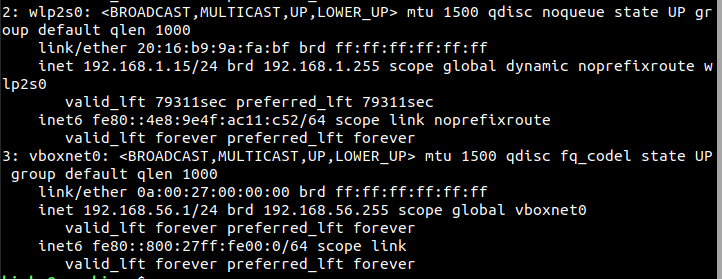 2: wlp2s0: <BROADCAST,MULTICAST,UP,LOWER_UP> mtu 1500 qdisc noqueue state UP gr
oup default qlen 1000
    link/ether 20:16:b9:9a:fa:bf brd ff:ff:ff:ff:ff:ff
    inet 192.168.1.15/24 brd 192.168.1.255 scope global dynamic noprefixroute w
lp2s0
       valid_lft 79311sec preferred_lft 79311sec
    inet6 fe80::4e8:9e4f:ac11:c52/64 scope link noprefixroute
       valid_lft forever preferred_lft forever
3: vboxnet0: <BROADCAST,MULTICAST,UP,LOWER_UP> mtu 1500 qdisc fq_codel state UP
 group default qlen 1000
    link/ether 0a:00:27:00:00:00 brd ff:ff:ff:ff:ff:ff
    inet 192.168.56.1/24 brd 192.168.56.255 scope global vboxnet0
       valid_lft forever preferred_lft forever
    inet6 fe80::800:27ff:fe00:0/64 scope link
       valid_lft forever preferred_lft forever